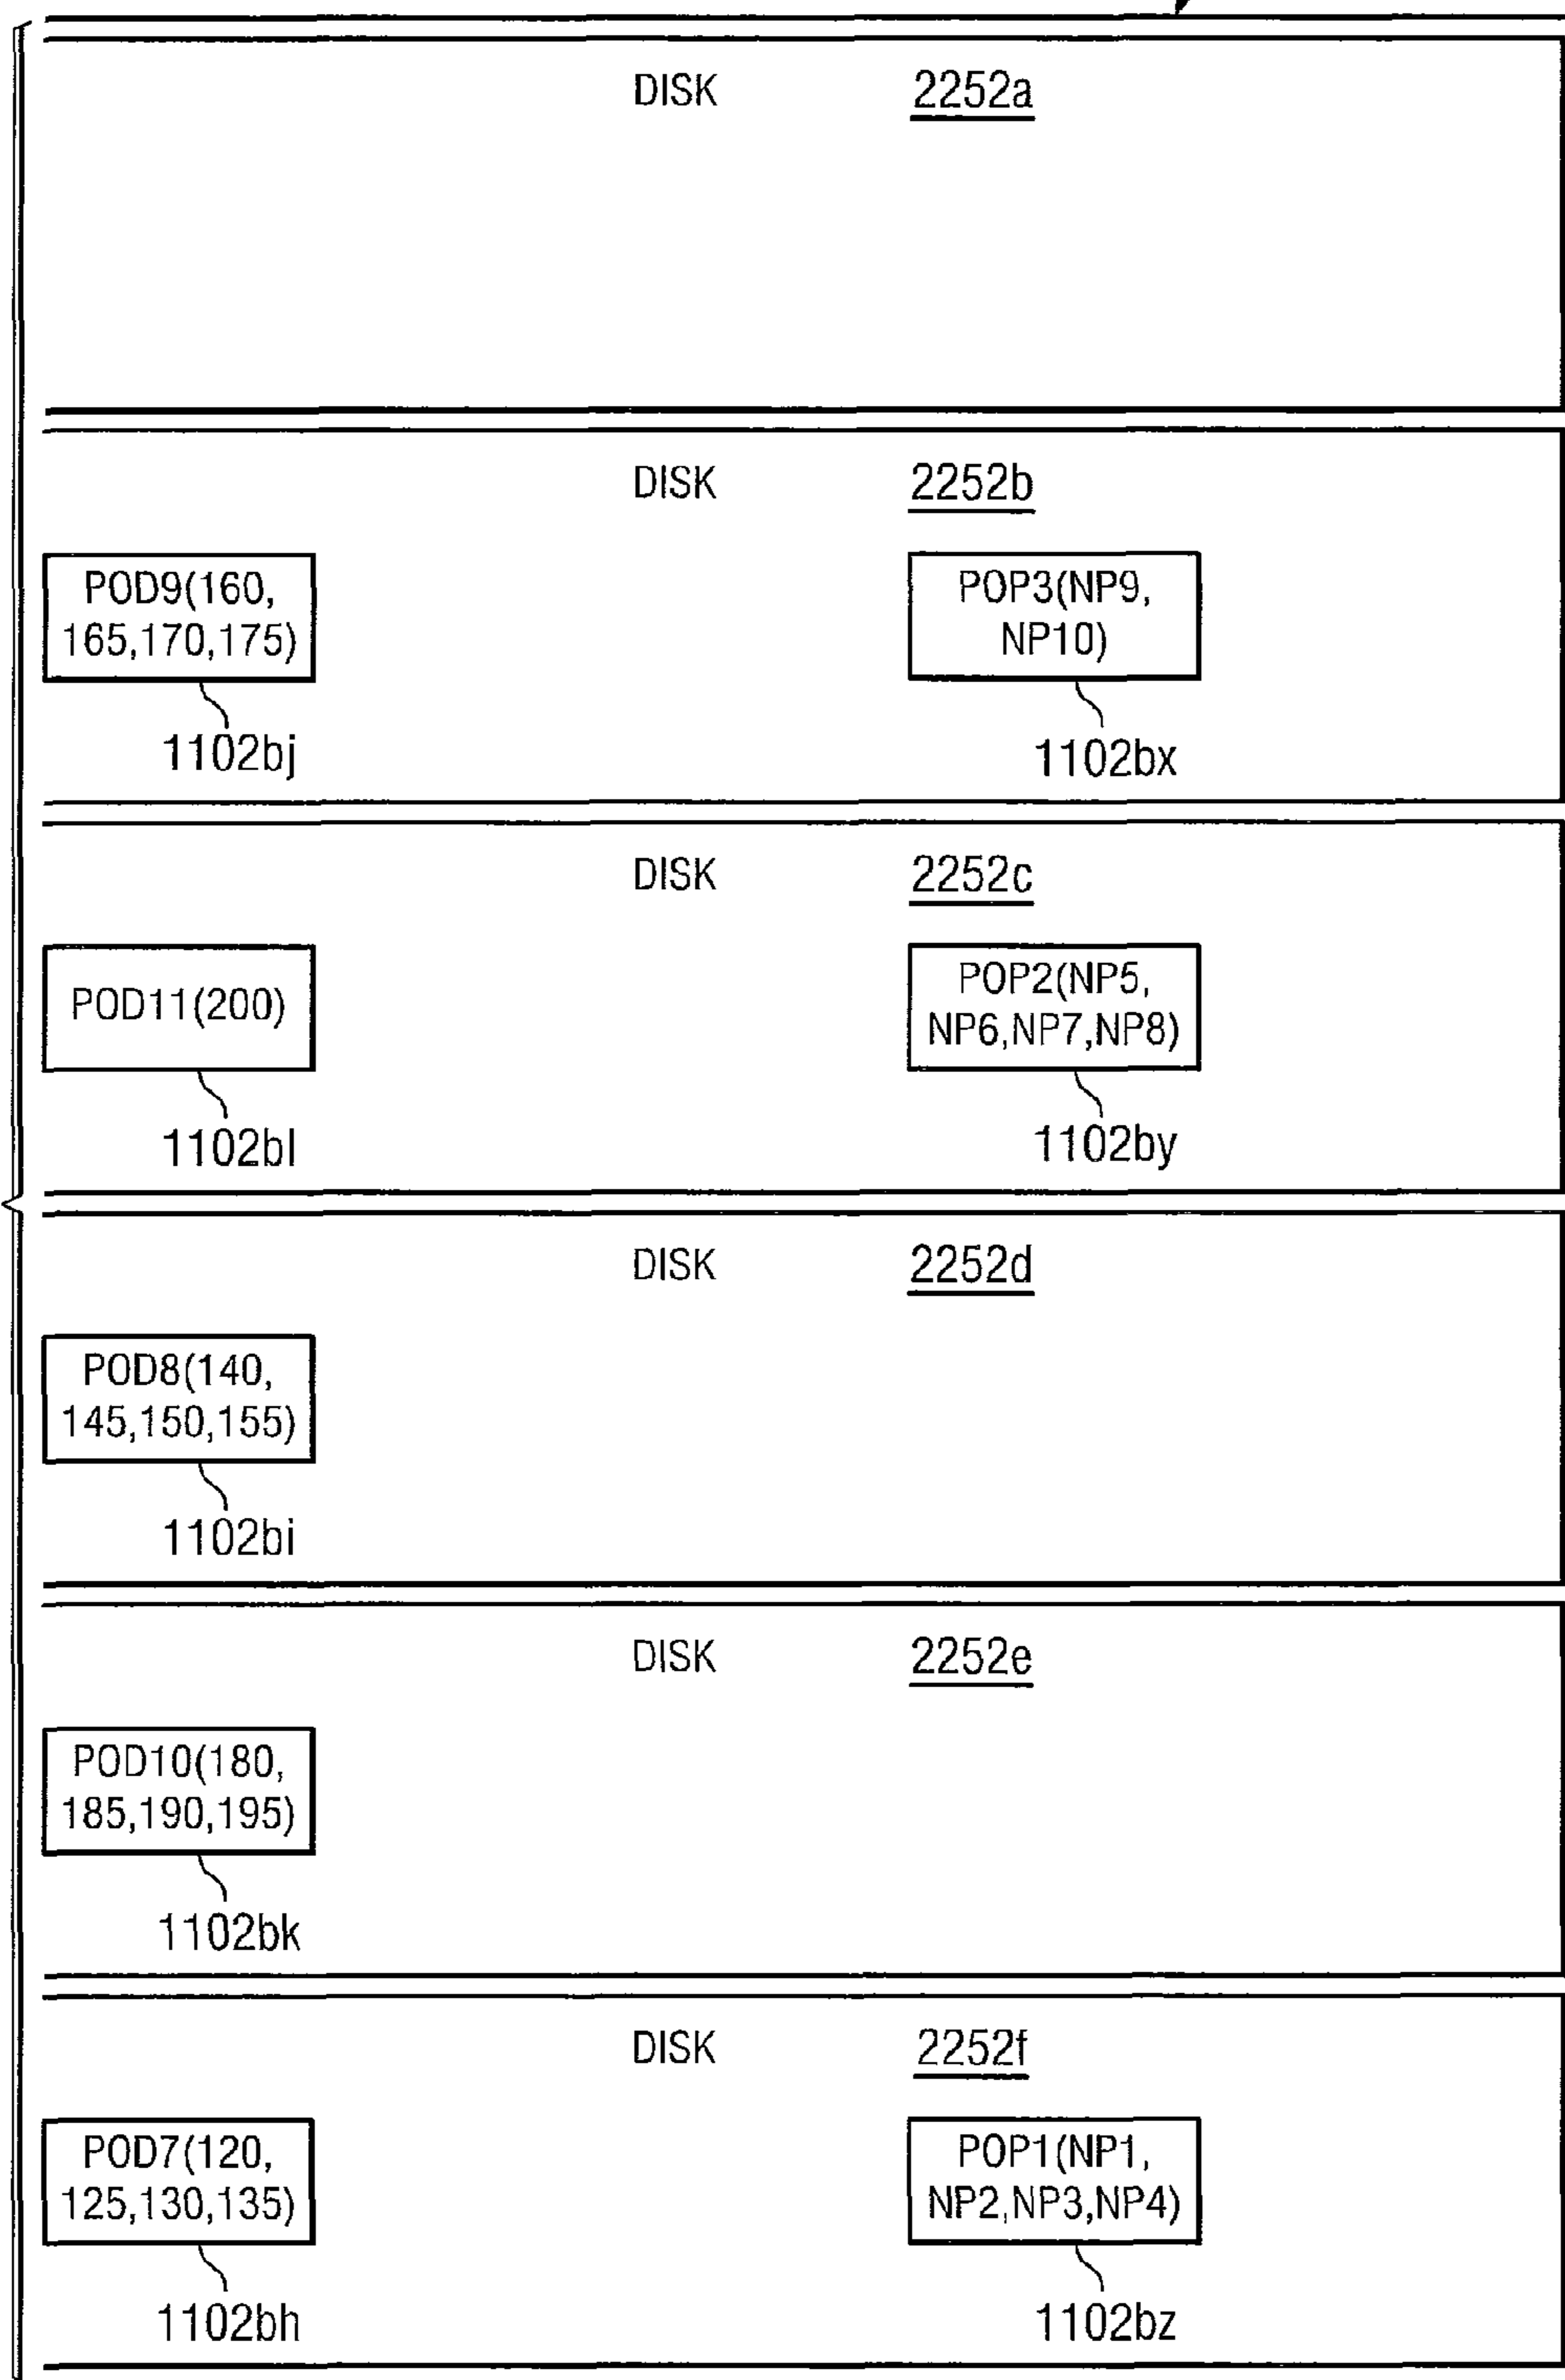 DISK 2252a
DISK 2252b
POD9(160,
165,170,175)
1102bj
POP3(NP9,
NP10)
1102bx
DISK 2252c
POD11(200)
1102bl
POP2(NP5,
NP6,NP7,NP8)
1102by
DISK 2252d
POD8(140,
145,150,155)
1102bi
DISK 2252e
POD10(180,
185,190,195)
1102bk
DISK 2252f
POD7(120,
125,130,135)
1102bh
POP1(NP1,
NP2,NP3,NP4)
1102bz